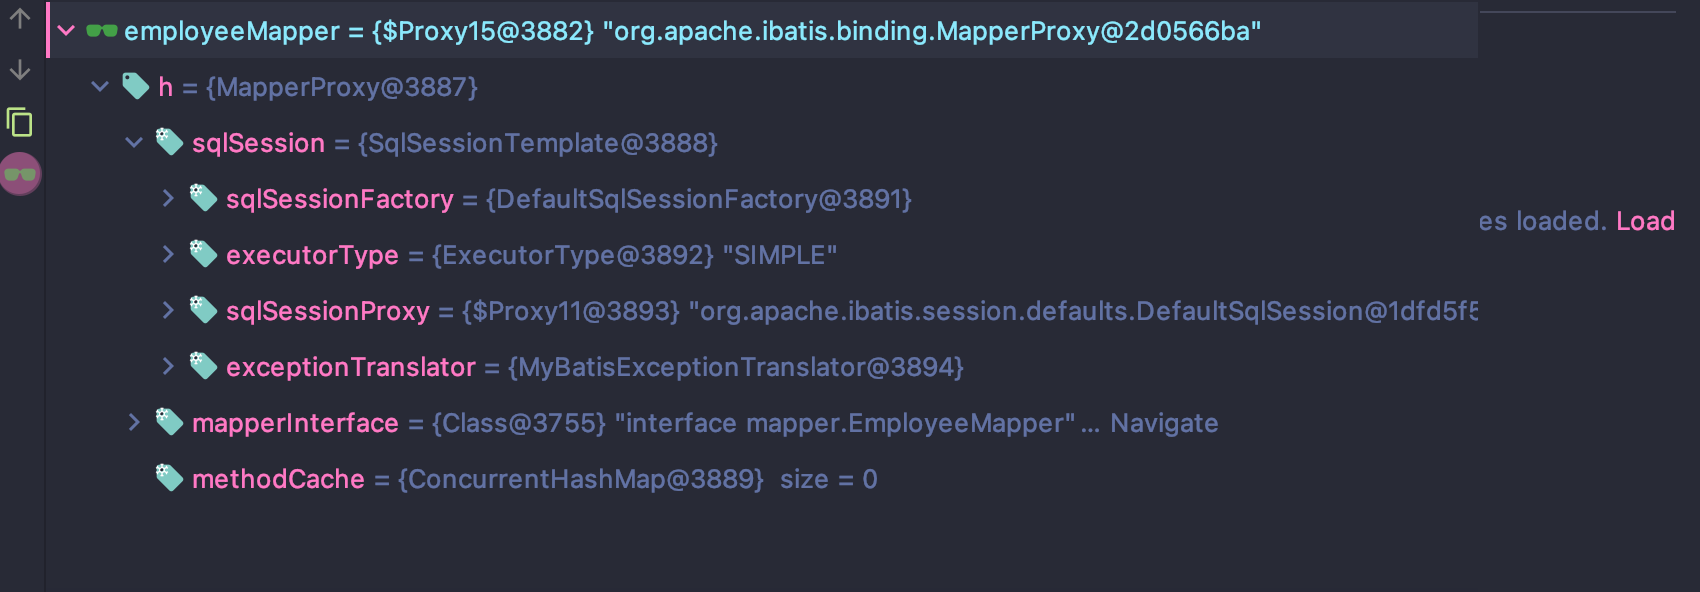 employeeMapper = {$Proxy15@3882} "org.apache.ibatis.binding.MapperProxy@2d0566ba"
h = {MapperProxy@3887}
sqlSession = {SqlSessionTemplate@3888}
sqlSessionFactory = {DefaultSqlSessionFactory@3891}
es loaded. Load
executorType = {ExecutorType@3892} "SIMPLE"
sqlSessionProxy = {$Proxy11@3893} "org.apache.ibatis.session.defaults.DefaultSqlSession@1dfd5f5
exceptionTranslator = {MyBatisExceptionTranslator@3894}
mapperInterface = {Class@3755} "interface mapper.EmployeeMapper" ... Navigate
methodCache = {ConcurrentHashMap@3889} size = 0